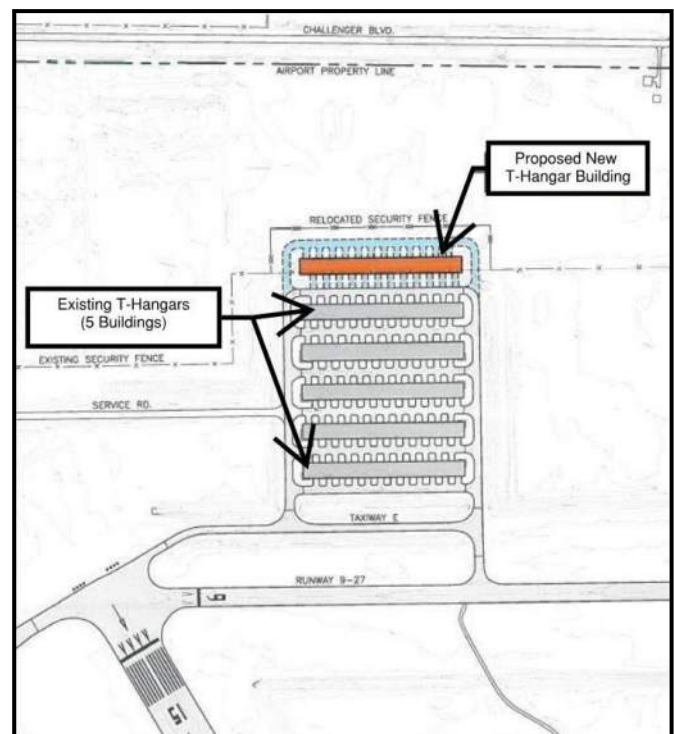 CHALLENGER BLVD.
AIRPORT PROPERTY LINE
Proposed New
T-Hangar Building
RELOCATED SECURITY FENCE
Existing T-Hangars
(5 Buildings)
EXISTING SECURITY FENCE
SERVICE RD.
TAXIWAY E
RUNWAY 9-27
9
15